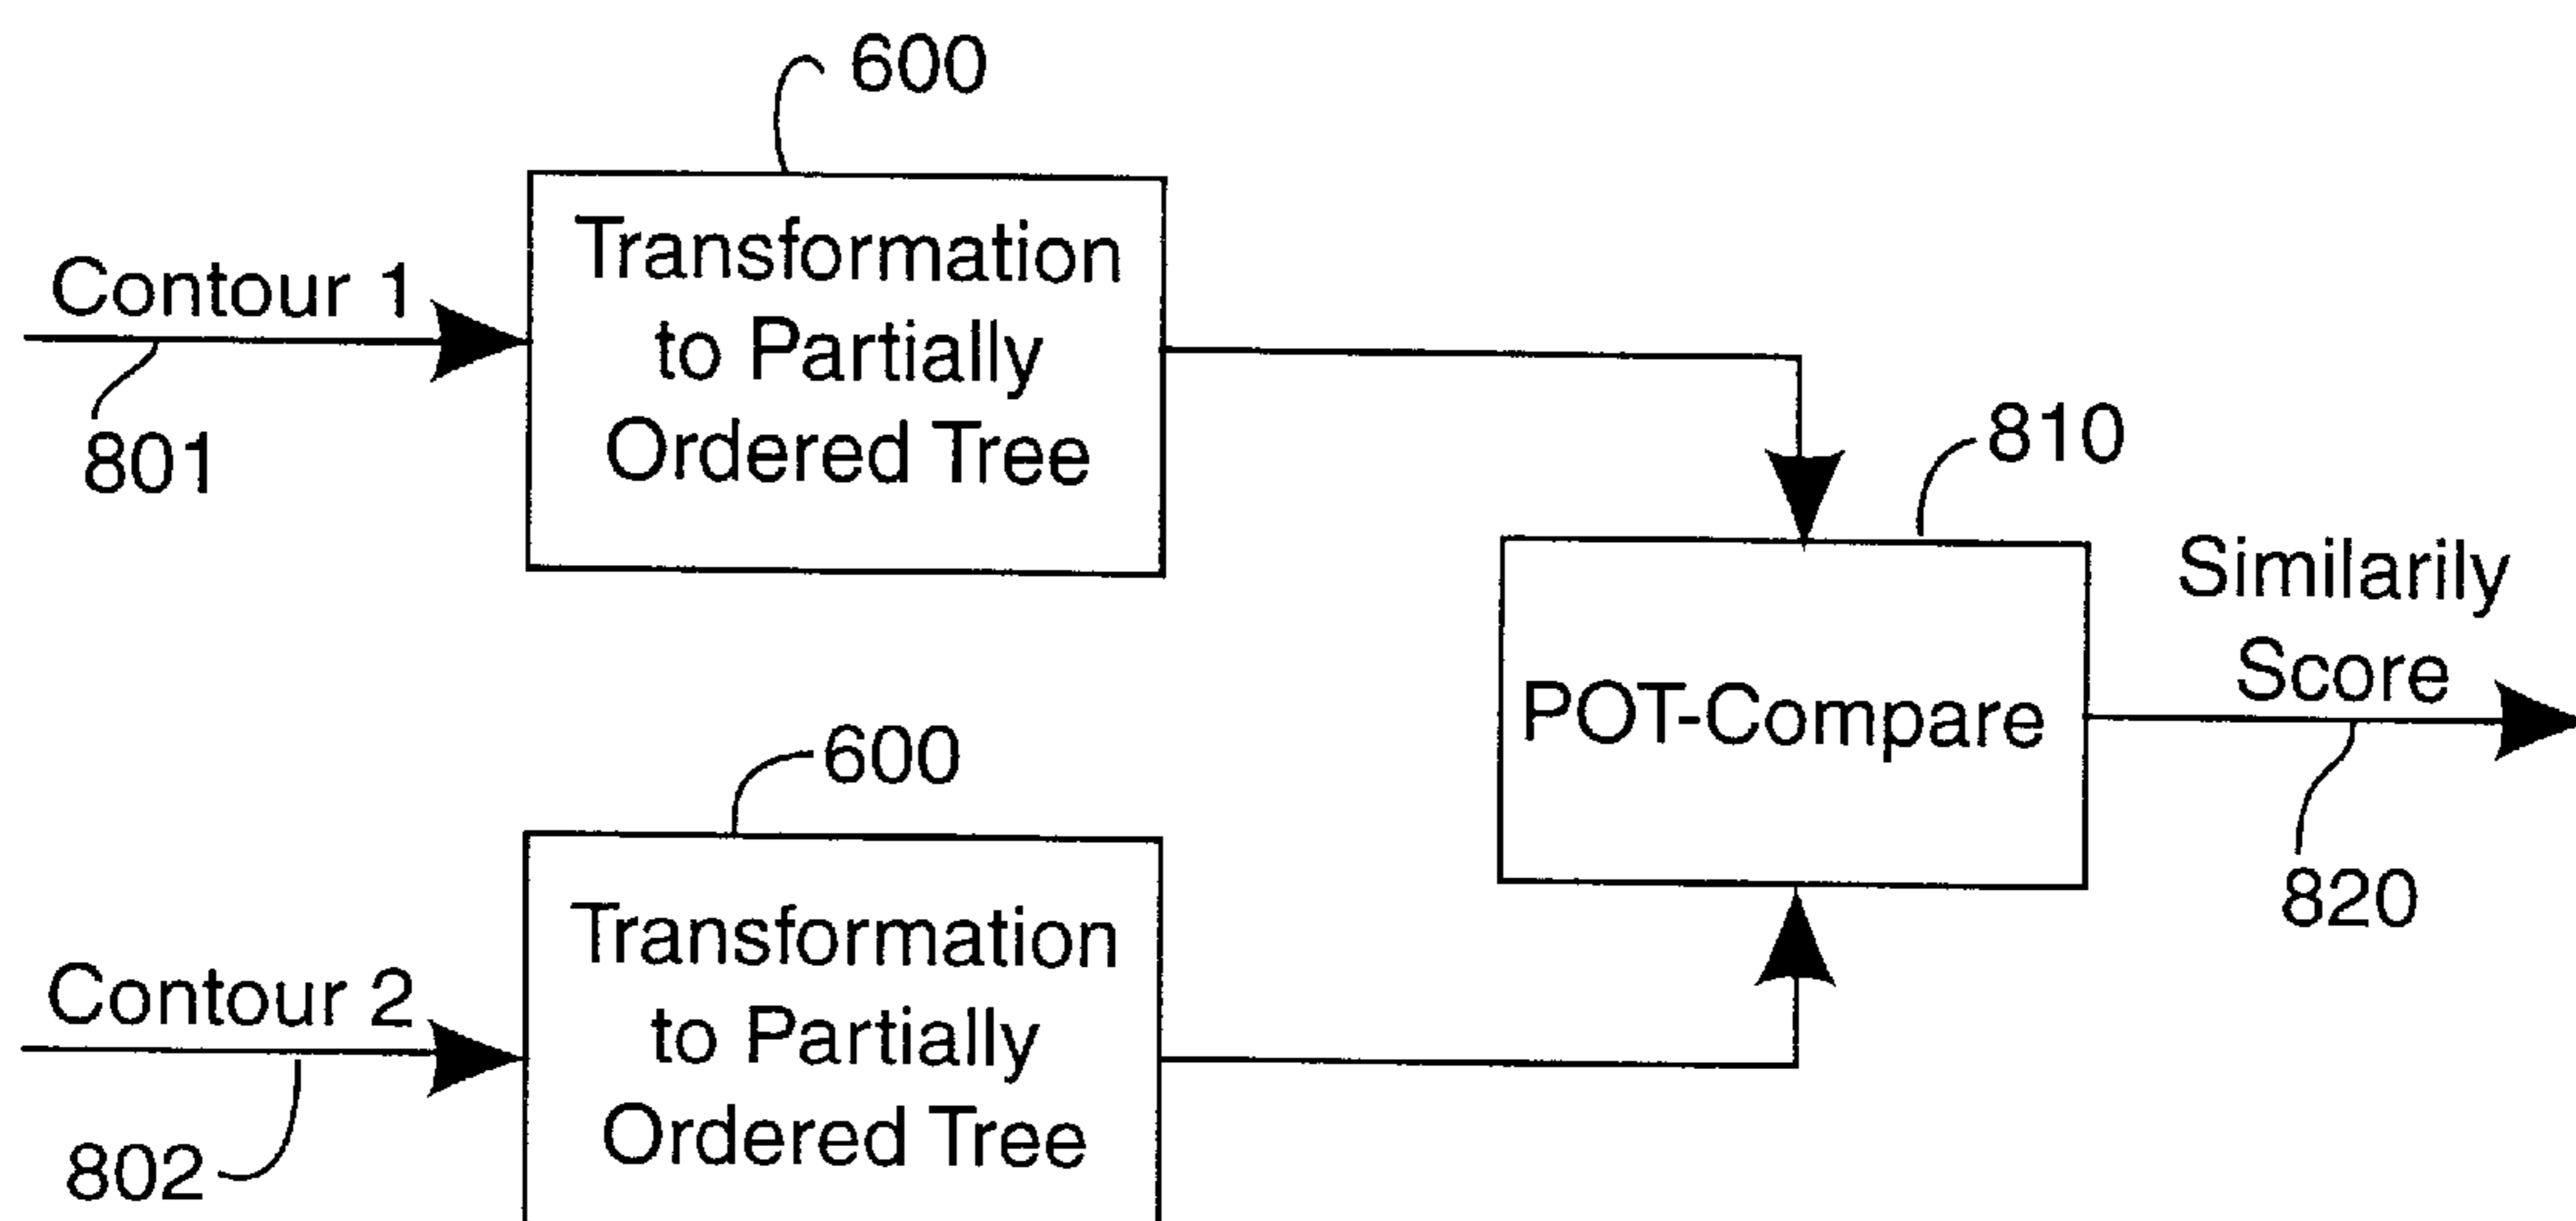 600
Transformation
to Partially
Ordered Tree
Contour 1
801
810
POT-Compare
Similarily
Score
820
600
Transformation
to Partially
Ordered Tree
Contour 2
802